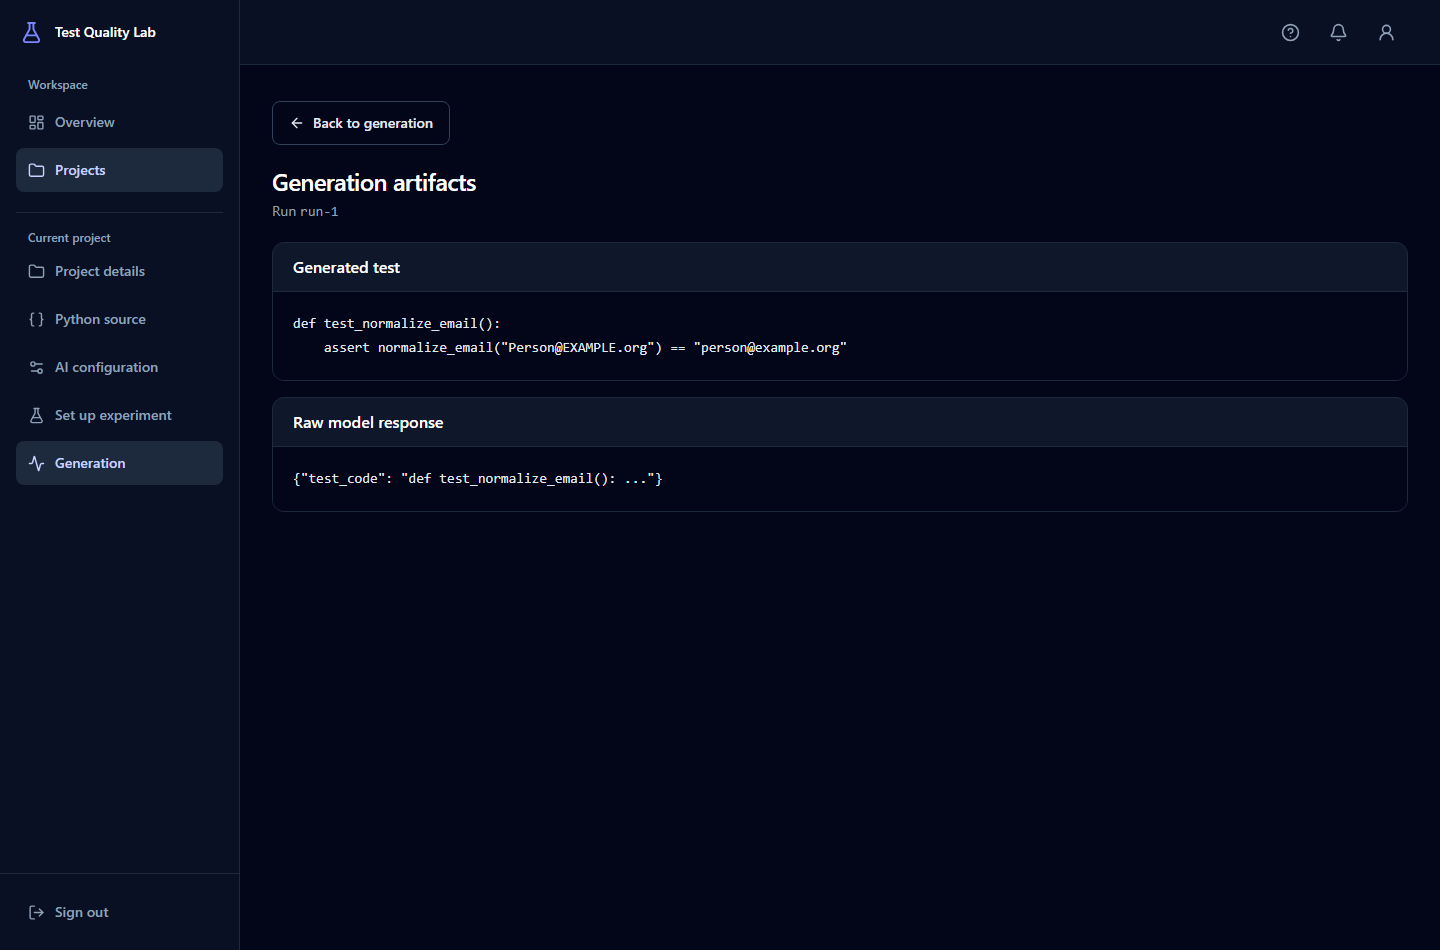 Test Quality Lab
Workspace
Overview
Projects
Current project
Project details
Python source
AI configuration
Set up experiment
Generation
Sign out
Back to generation
Generation artifacts
Run run-1
Generated test
def test_normalize_email():
    assert normalize_email("Person@EXAMPLE.org") == "person@example.org"
Raw model response
{"test_code": "def test_normalize_email(): ..."}